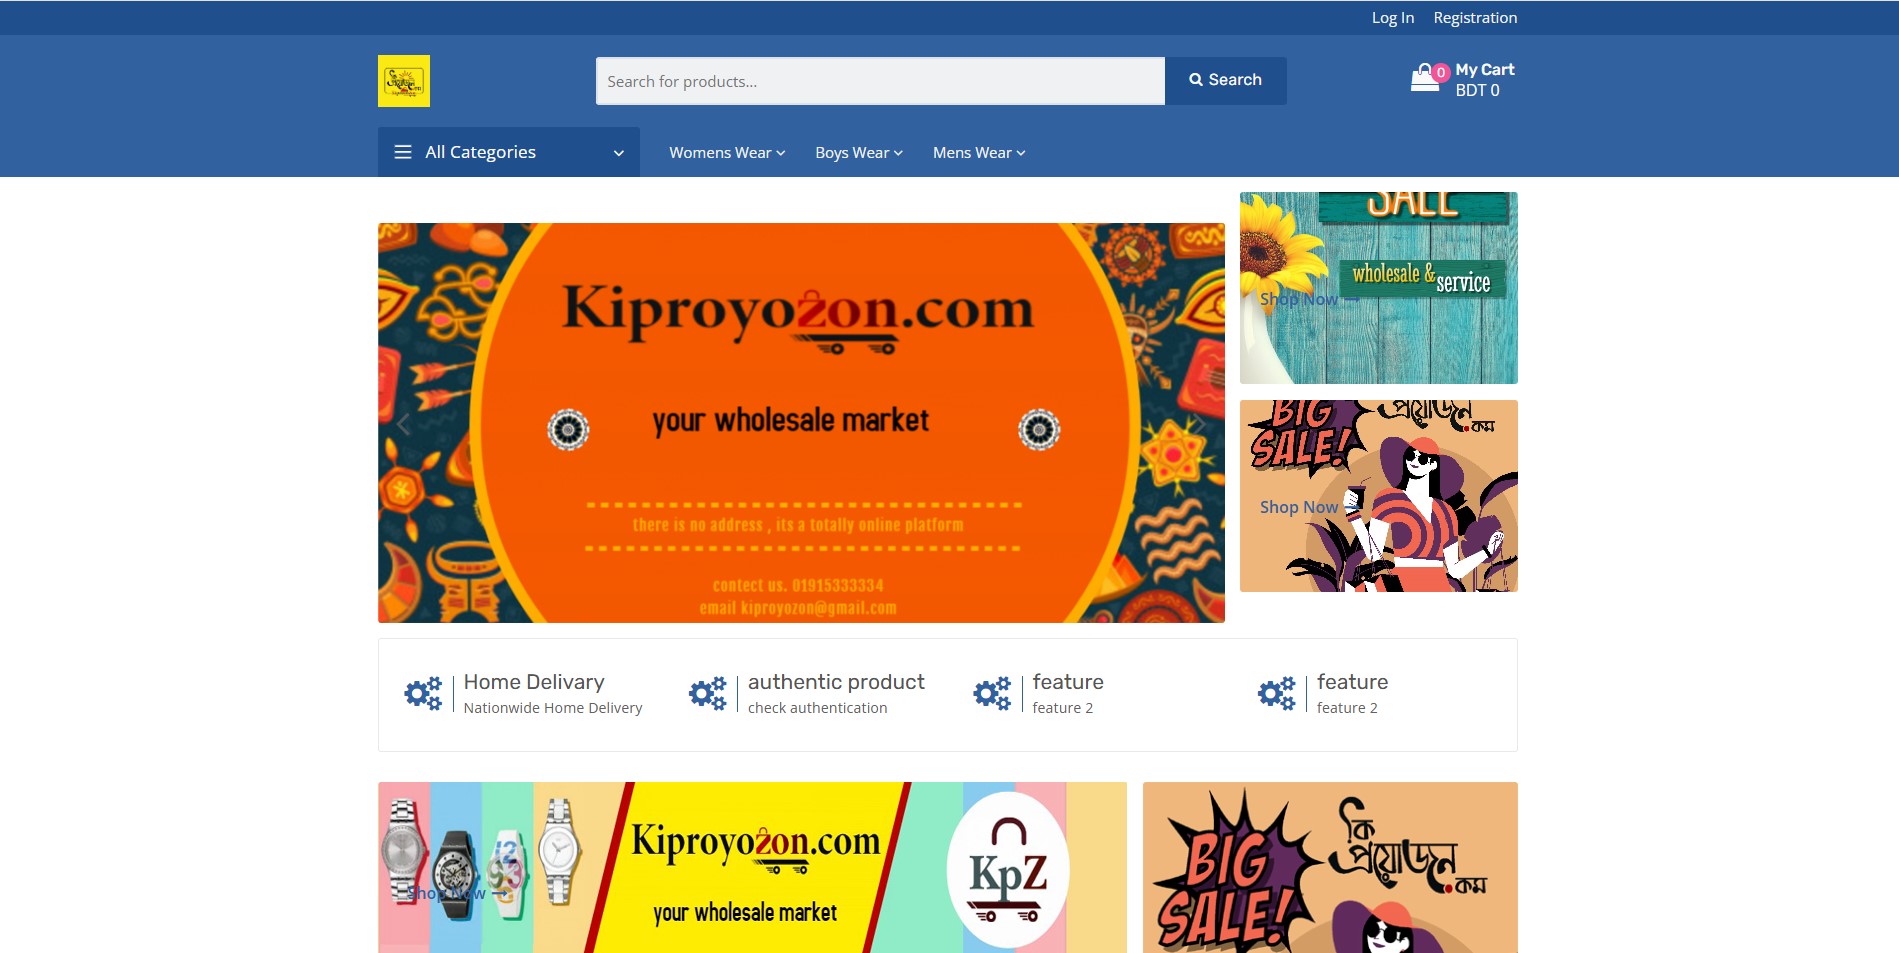 Log In Registration
Search for products...
Search
0
My Cart
BDT 0
All Categories
Womens Wear
Boys Wear
Mens Wear
SALE
wholesale &
service
Shop Now
Kiproyozon.com
your wholesale market
there is no address , its a totally online platform
contect us. 01915333334
email kiproyozon@gmail.com
BIG
SALE!
প্রয়োজন
.কম
Shop Now
Home Delivary
Nationwide Home Delivery
authentic product
check authentication
feature
feature 2
feature
feature 2
Shop Now
Kiproyozon.com
your wholesale market
KpZ
BIG
SALE!
কি
প্রয়োজন
.কম